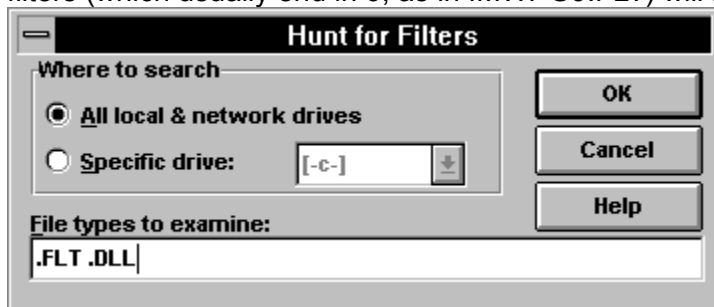 Hunt for Filters
Where to search
All local & network drives
Specific drive:
[-c-]
OK
Cancel
Help
File types to examine:
.FLT .DLL